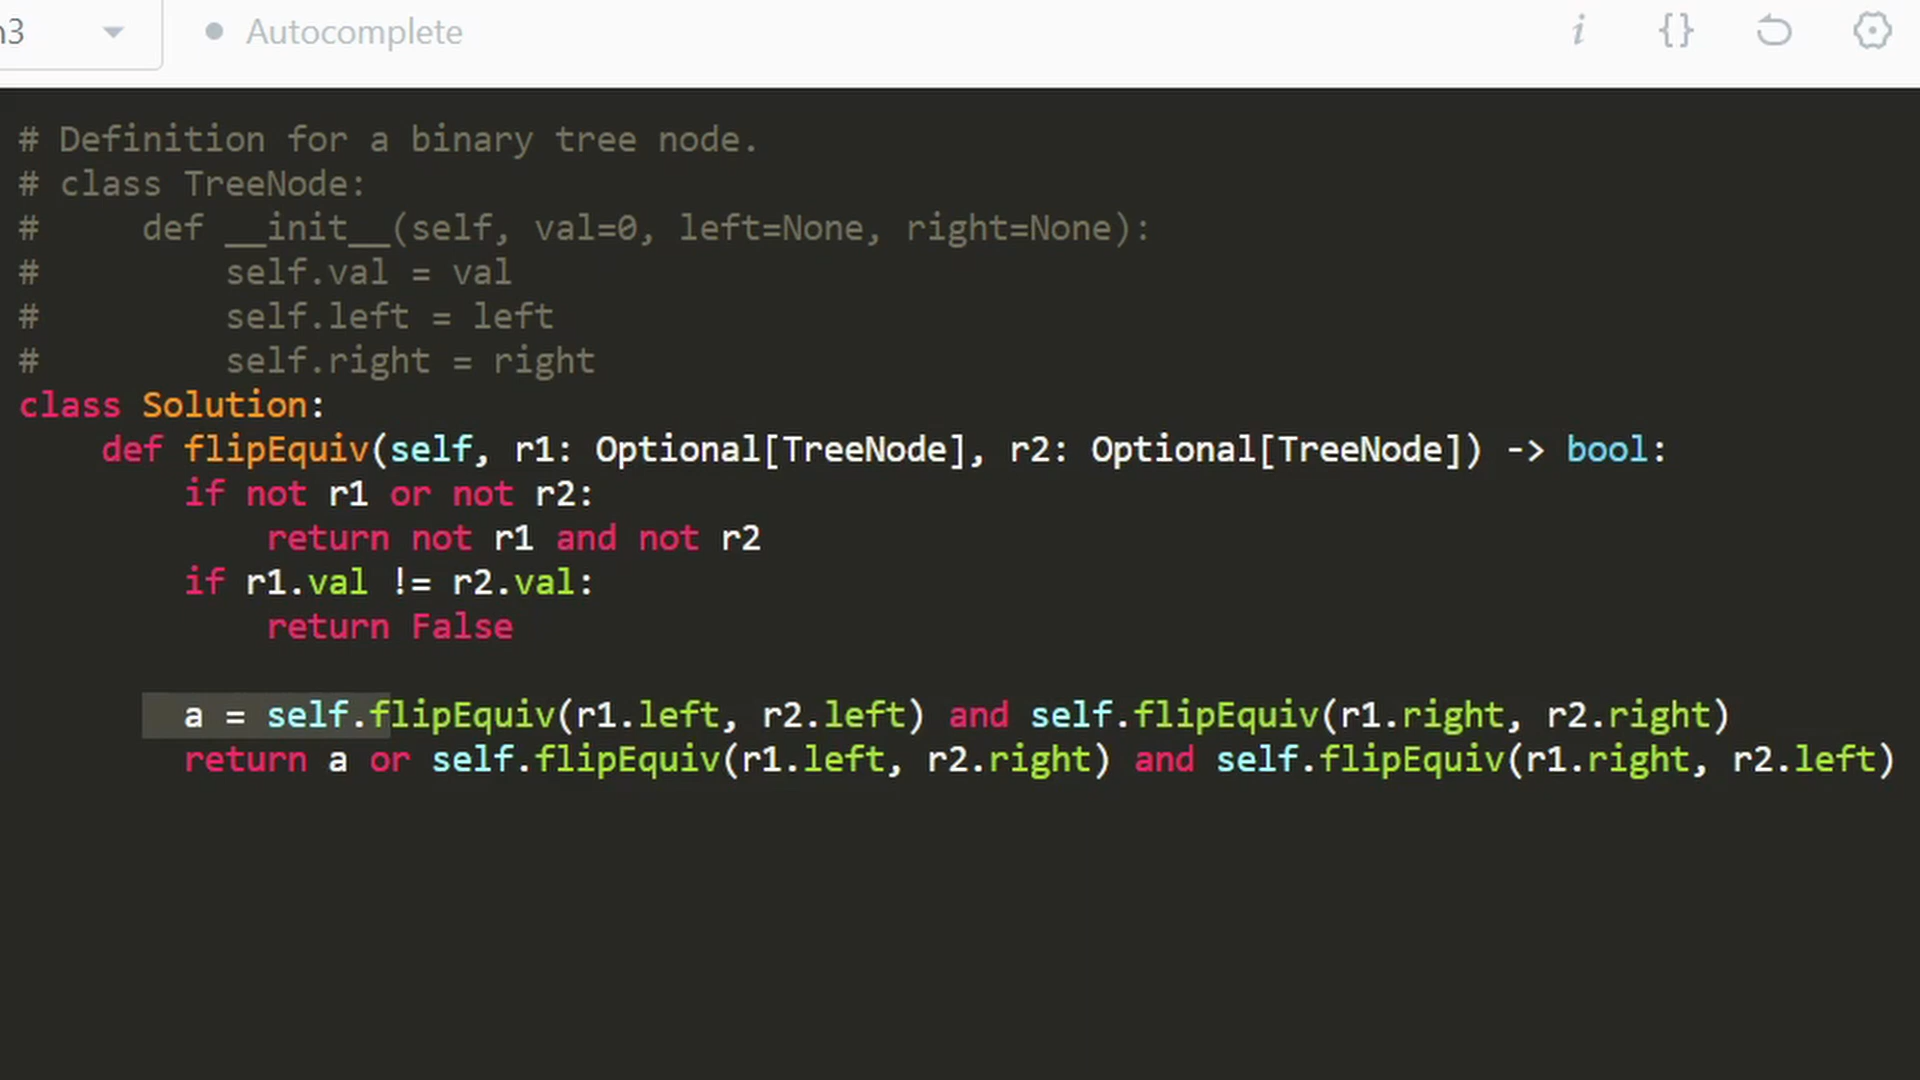 n3 Autocomplete i {}
# Definition for a binary tree node.
# class TreeNode:
#     def __init__(self, val=0, left=None, right=None):
#         self.val = val
#         self.left = left
#         self.right = right
class Solution:
    def flipEquiv(self, r1: Optional[TreeNode], r2: Optional[TreeNode]) -> bool:
        if not r1 or not r2:
            return not r1 and not r2
        if r1.val != r2.val:
            return False
        a = self.flipEquiv(r1.left, r2.left) and self.flipEquiv(r1.right, r2.right)
        return a or self.flipEquiv(r1.left, r2.right) and self.flipEquiv(r1.right, r2.left)